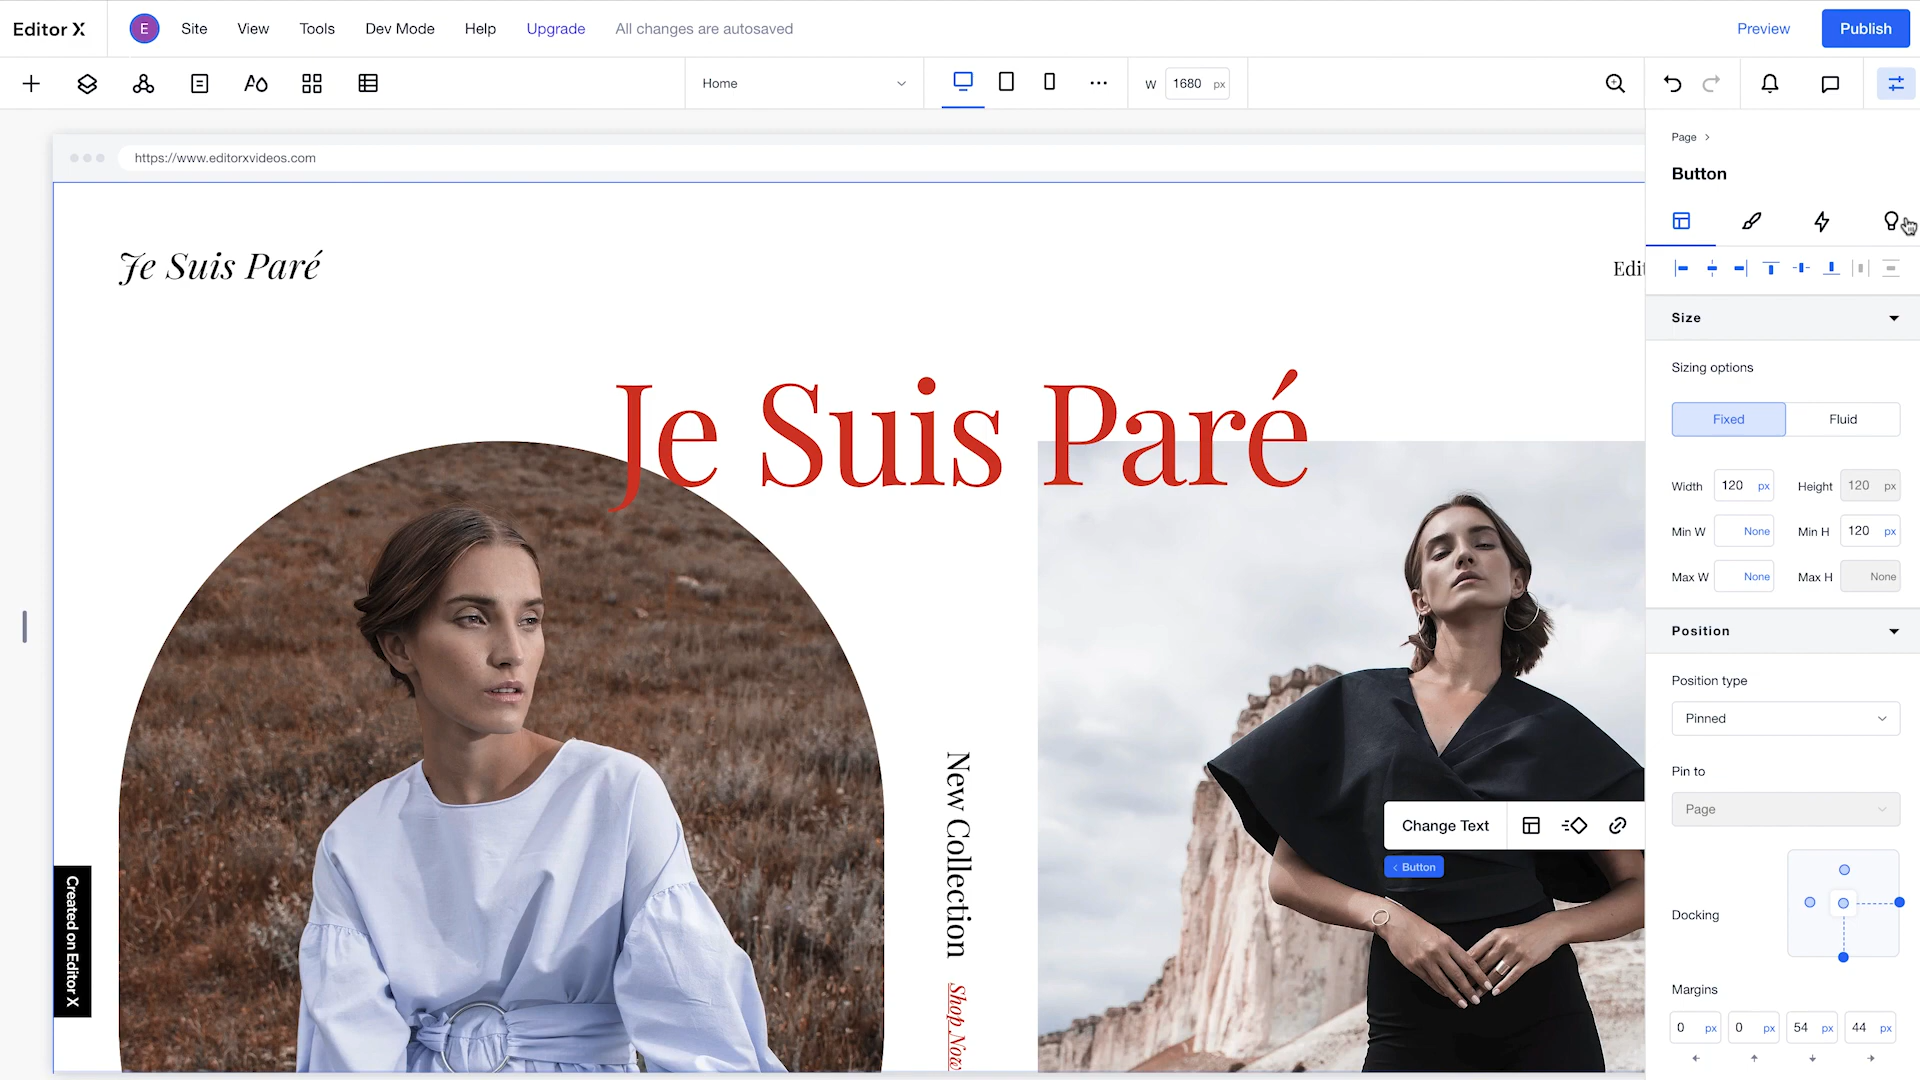 Editor X
E
Site
View
Tools
Dev Mode
Help
Upgrade
All changes are autosaved
Preview
Publish
Home
W 1680 px
https://www.editorxvideos.com
Je Suis Paré
Je Suis Paré
New Collection
Shop Now
Created on Editor X
Change Text
< Button
Page >
Button
Size
Sizing options
Fixed
Fluid
Width 120 px Height 120 px
Min W None Min H 120 px
Max W None Max H None
Position
Position type
Pinned
Pin to
Page
Docking
Margins
0 px 0 px 54 px 44 px